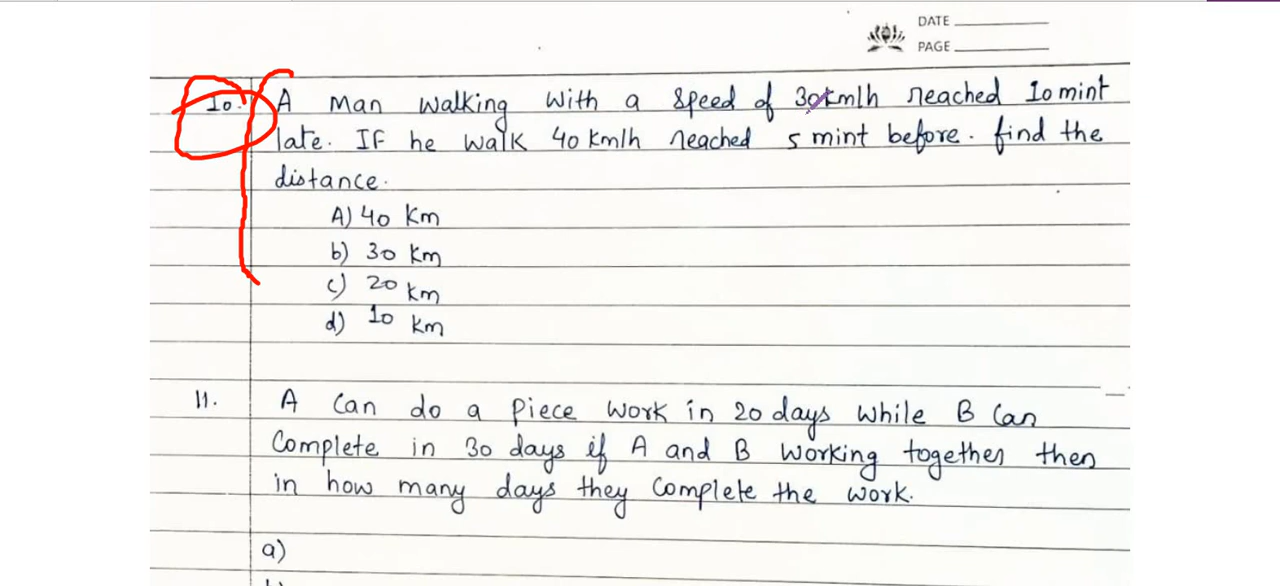 DATE
PAGE
10. A Man walking with a speed of 30 km/h reached 10 mint
late. IF he walk 40 km/h reached 5 mint before. find the
distance.
A) 40 Km
b) 30 Km
c) 20 Km
d) 10 Km
11. A can do a piece work in 20 days while B can
Complete in 30 days if A and B working together then
in how many days they complete the work.
a)